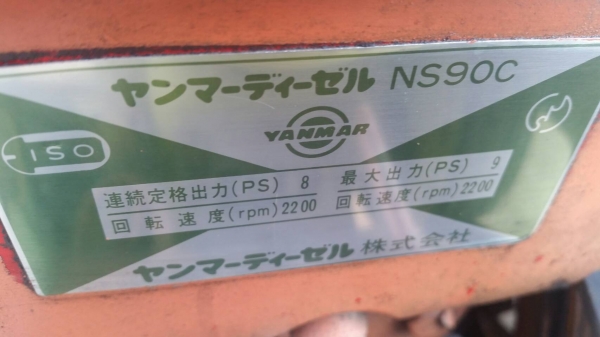 ヤンマーディーゼル NS90C
YANMAR
ISO
連続定格出力(PS) 8 最大出力(PS) 9
回転速度(rpm) 2200 回転速度(rpm) 2200
ヤンマーディーゼル 株式会社